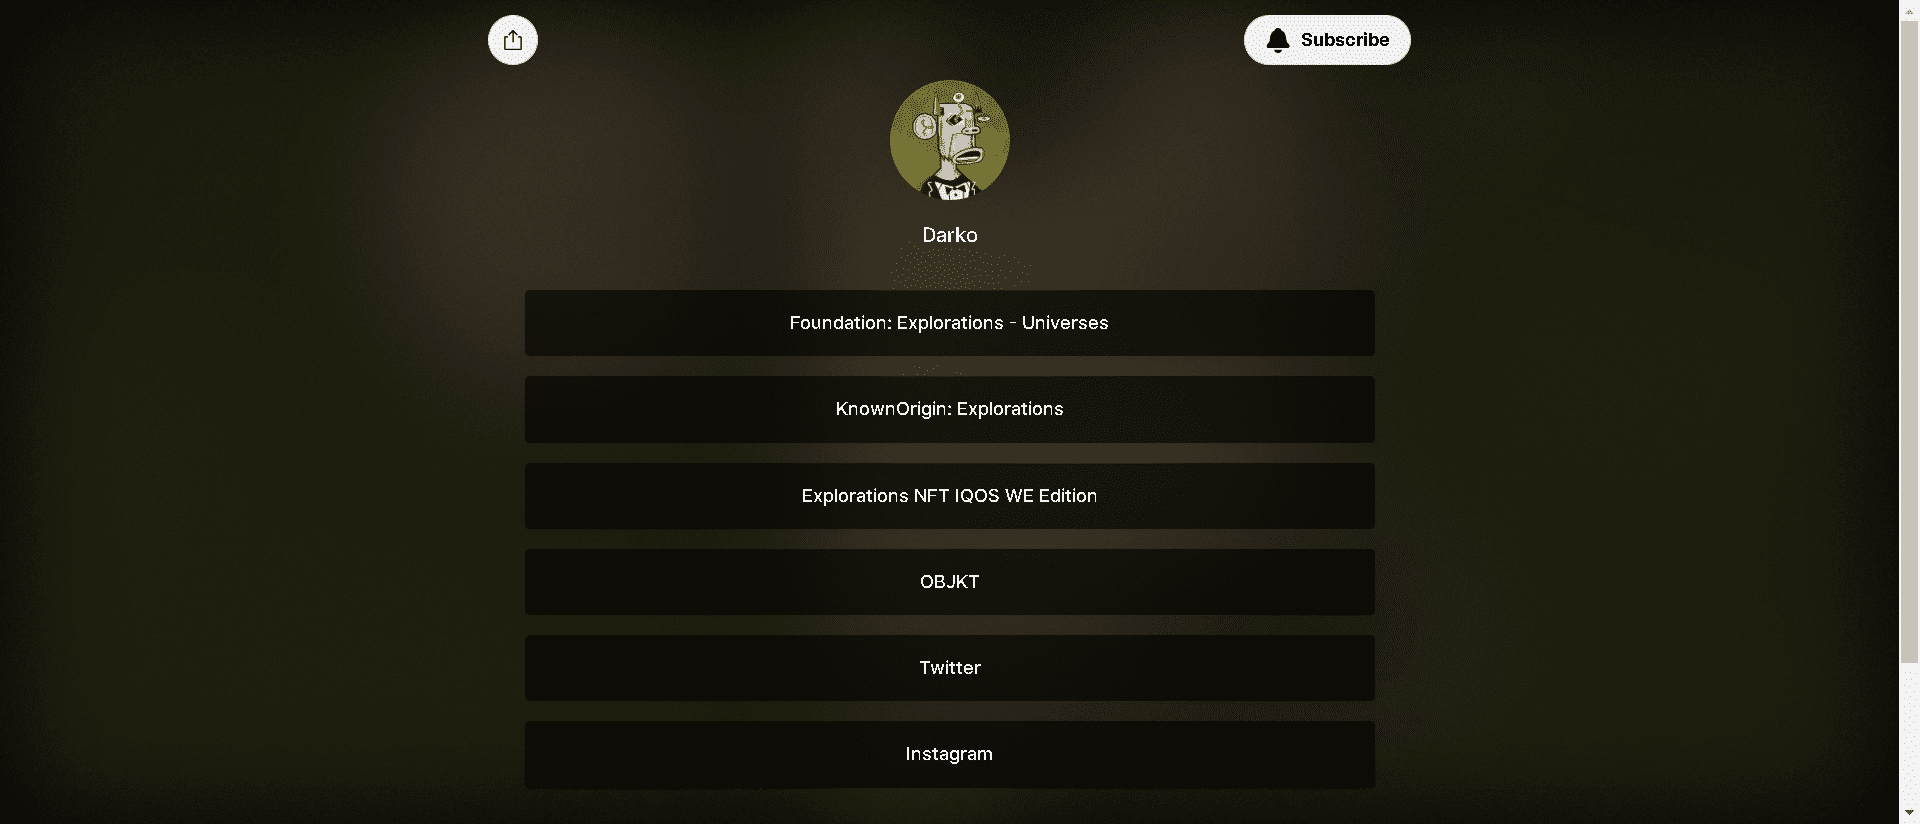 Subscribe
Darko
Foundation: Explorations - Universes
KnownOrigin: Explorations
Explorations NFT IQOS WE Edition
OBJKT
Twitter
Instagram